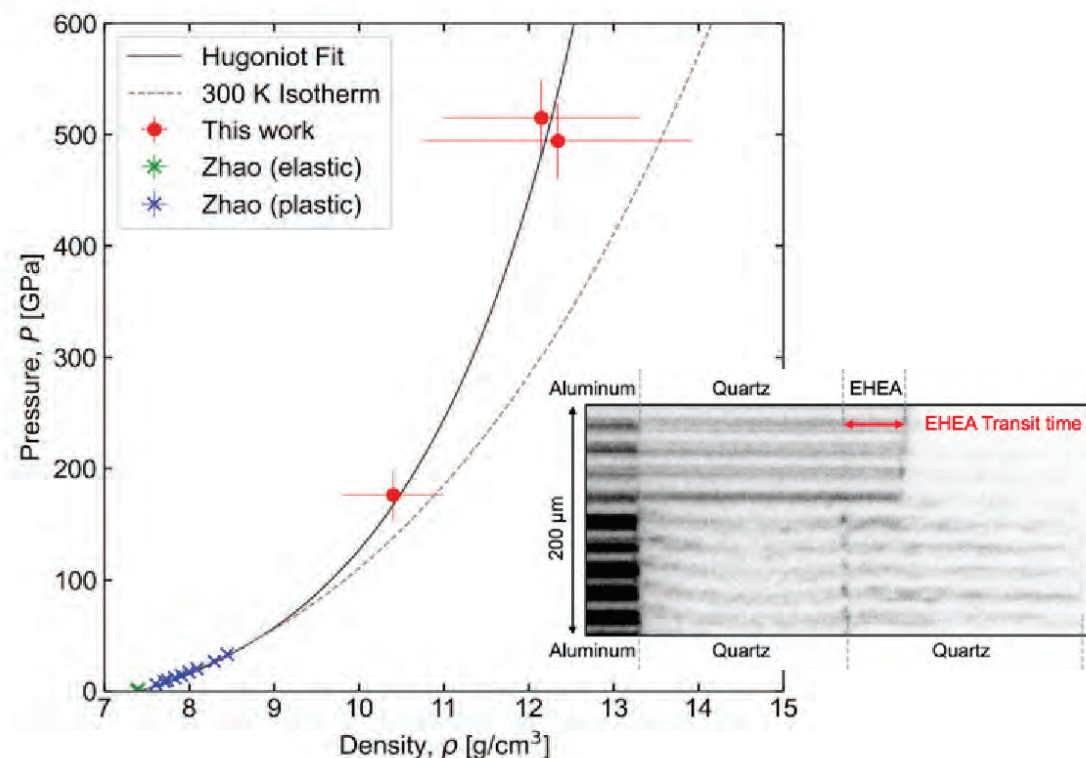 600
500
400
300
200
100
0
Pressure, P [GPa]
Hugoniot Fit
300 K Isotherm
This work
Zhao (elastic)
Zhao (plastic)
7 8 9 10 11 12 13 14 15
Density, ρ [g/cm³]
Aluminum Quartz EHEA
EHEA Transit time
200 μm
Aluminum Quartz Quartz